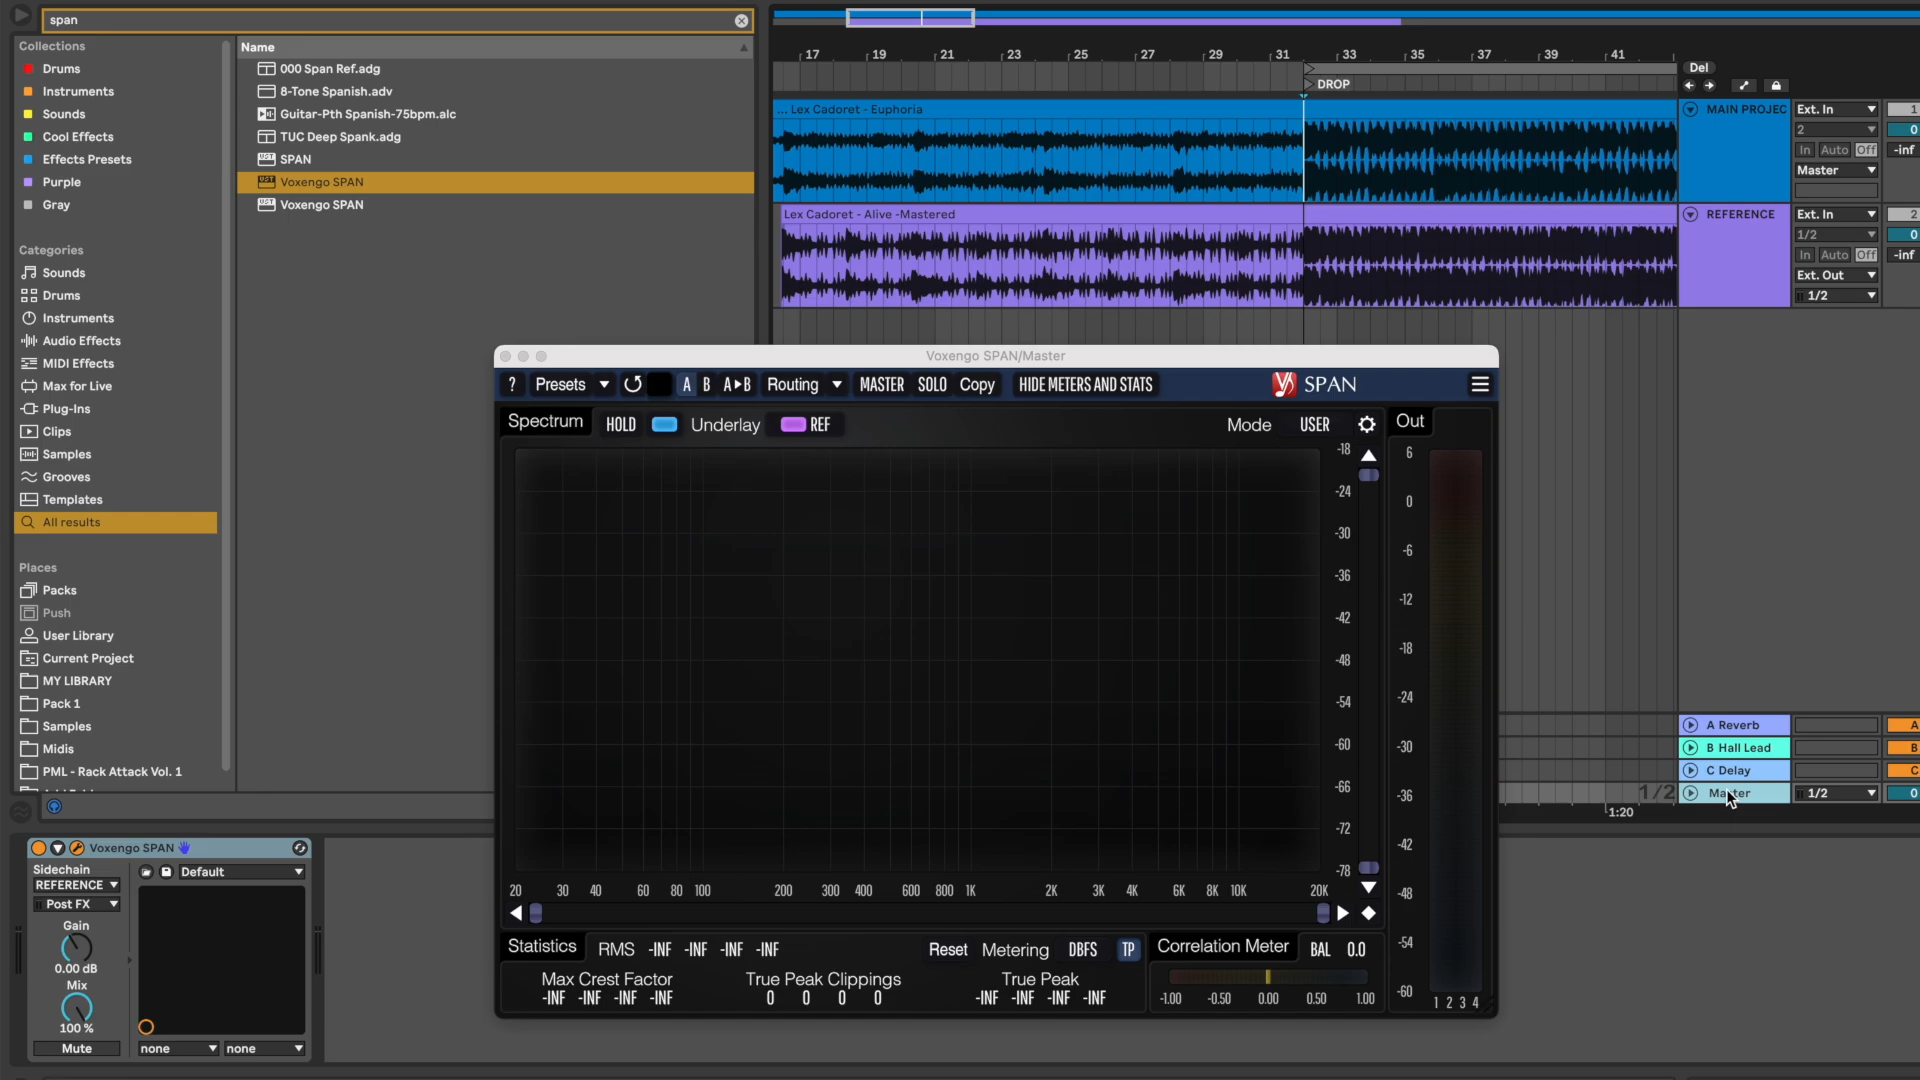 span
Collections
Drums
Instruments
Sounds
Cool Effects
Effects Presets
Purple
Gray
Categories
Sounds
Drums
Instruments
Audio Effects
MIDI Effects
Max for Live
Plug-Ins
Clips
Samples
Grooves
Templates
All results
Places
Packs
Push
User Library
Current Project
MY LIBRARY
Pack 1
Samples
Midis
PML - Rack Attack Vol. 1
Name
000 Span Ref.adg
8-Tone Spanish.adv
Guitar-Pth Spanish-75bpm.alc
TUC Deep Spank.adg
SPAN
Voxengo SPAN
Voxengo SPAN
17 19 21 23 25 27 29 31 33 35 37 39 41
DROP
Del
... Lex Cadoret - Euphoria
MAIN PROJEC
Ext. In
1
2
0
In Auto Off
-inf
Master
Lex Cadoret - Alive -Mastered
REFERENCE
Ext. In
2
1/2
0
In Auto Off
-inf
Ext. Out
1/2
A Reverb
A
B Hall Lead
B
C Delay
C
1/2
Master
1/2
0
1:20
Voxengo SPAN/Master
? Presets A B A▸B Routing MASTER SOLO Copy HIDE METERS AND STATS SPAN
Spectrum HOLD Underlay REF Mode USER Out
-18
-24
-30
-36
-42
-48
-54
-60
-66
-72
-78
6
0
-6
-12
-18
-24
-30
-36
-42
-48
-54
-60
1 2 3 4
20 30 40 60 80 100 200 300 400 600 800 1K 2K 3K 4K 6K 8K 10K 20K
Statistics RMS -INF -INF -INF -INF Reset Metering DBFS TP
Max Crest Factor True Peak Clippings True Peak
-INF -INF -INF -INF 0 0 0 0 -INF -INF -INF -INF
Correlation Meter BAL 0.0
-1.00 -0.50 0.00 0.50 1.00
Voxengo SPAN
Sidechain
REFERENCE
Post FX
Gain
0.00 dB
Mix
100 %
Mute
Default
none none